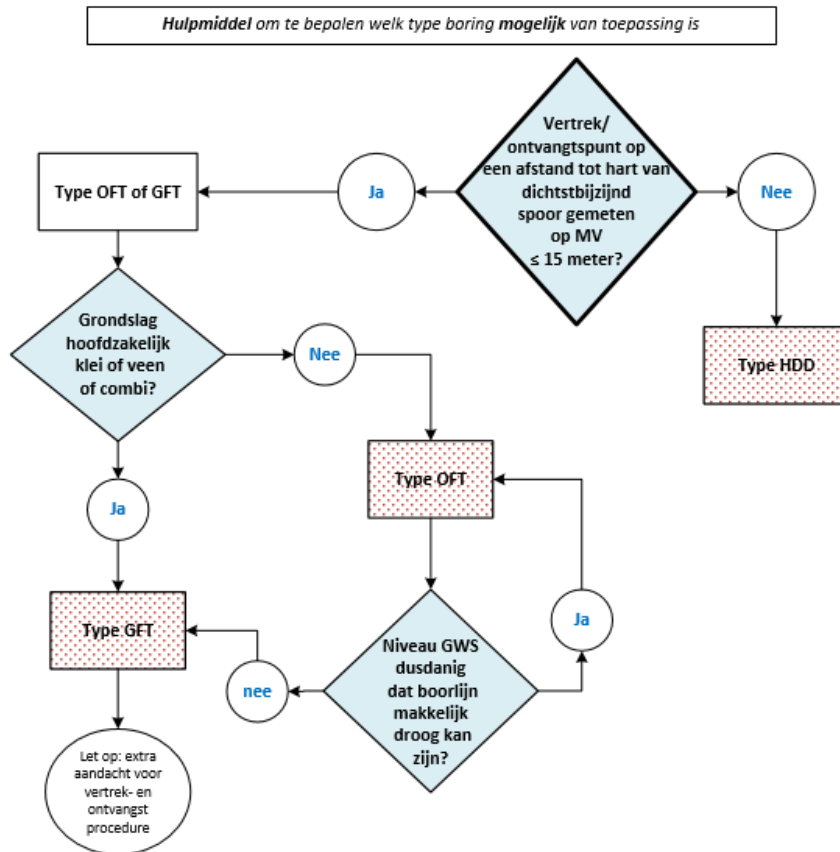 Hulpmiddel om te bepalen welk type boring mogelijk van toepassing is
Vertrek/
ontvangtspunt op
een afstand tot hart van
dichtstbijzijnd
spoor gemeten
op MV
≤ 15 meter?
Ja
Nee
Type OFT of GFT
Type HDD
Grondslag
hoofdzakelijk
klei of veen
of combi?
Nee
Ja
Type OFT
Type GFT
Niveau GWS
dusdanig
dat boorlijn
makkelijk
droog kan
zijn?
nee
Ja
Let op: extra
aandacht voor
vertrek- en
ontvangst
procedure